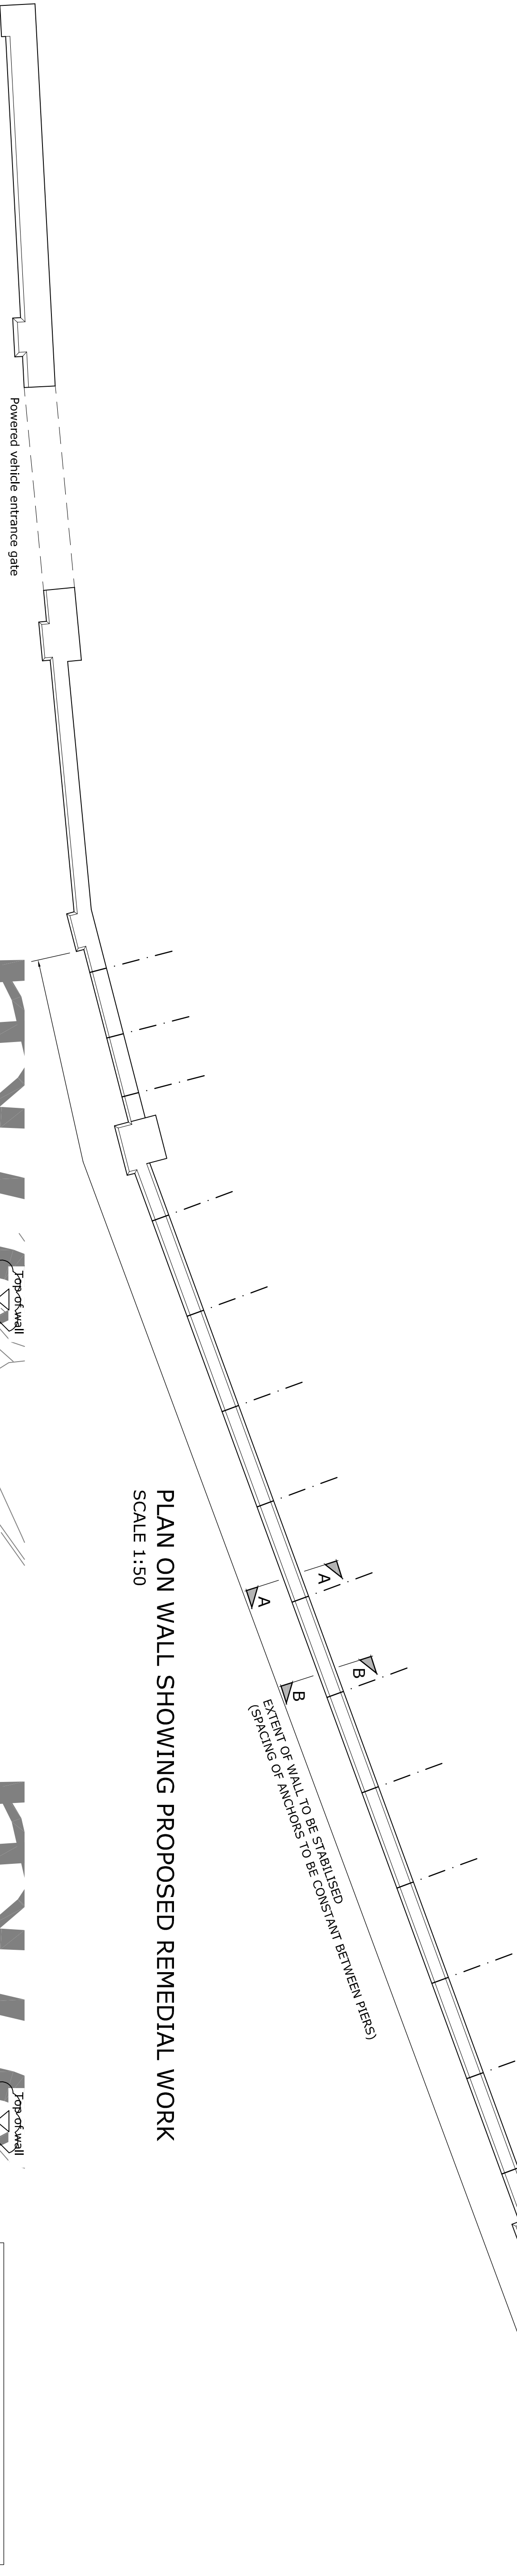 Powered vehicle entrance gate
Top of wall
A
A
B
B
EXTENT OF WALL TO BE STABILISED
(SPACING OF ANCHORS TO BE CONSTANT BETWEEN PIERS)
PLAN ON WALL SHOWING PROPOSED REMEDIAL WORK
SCALE 1:50
Top of wall